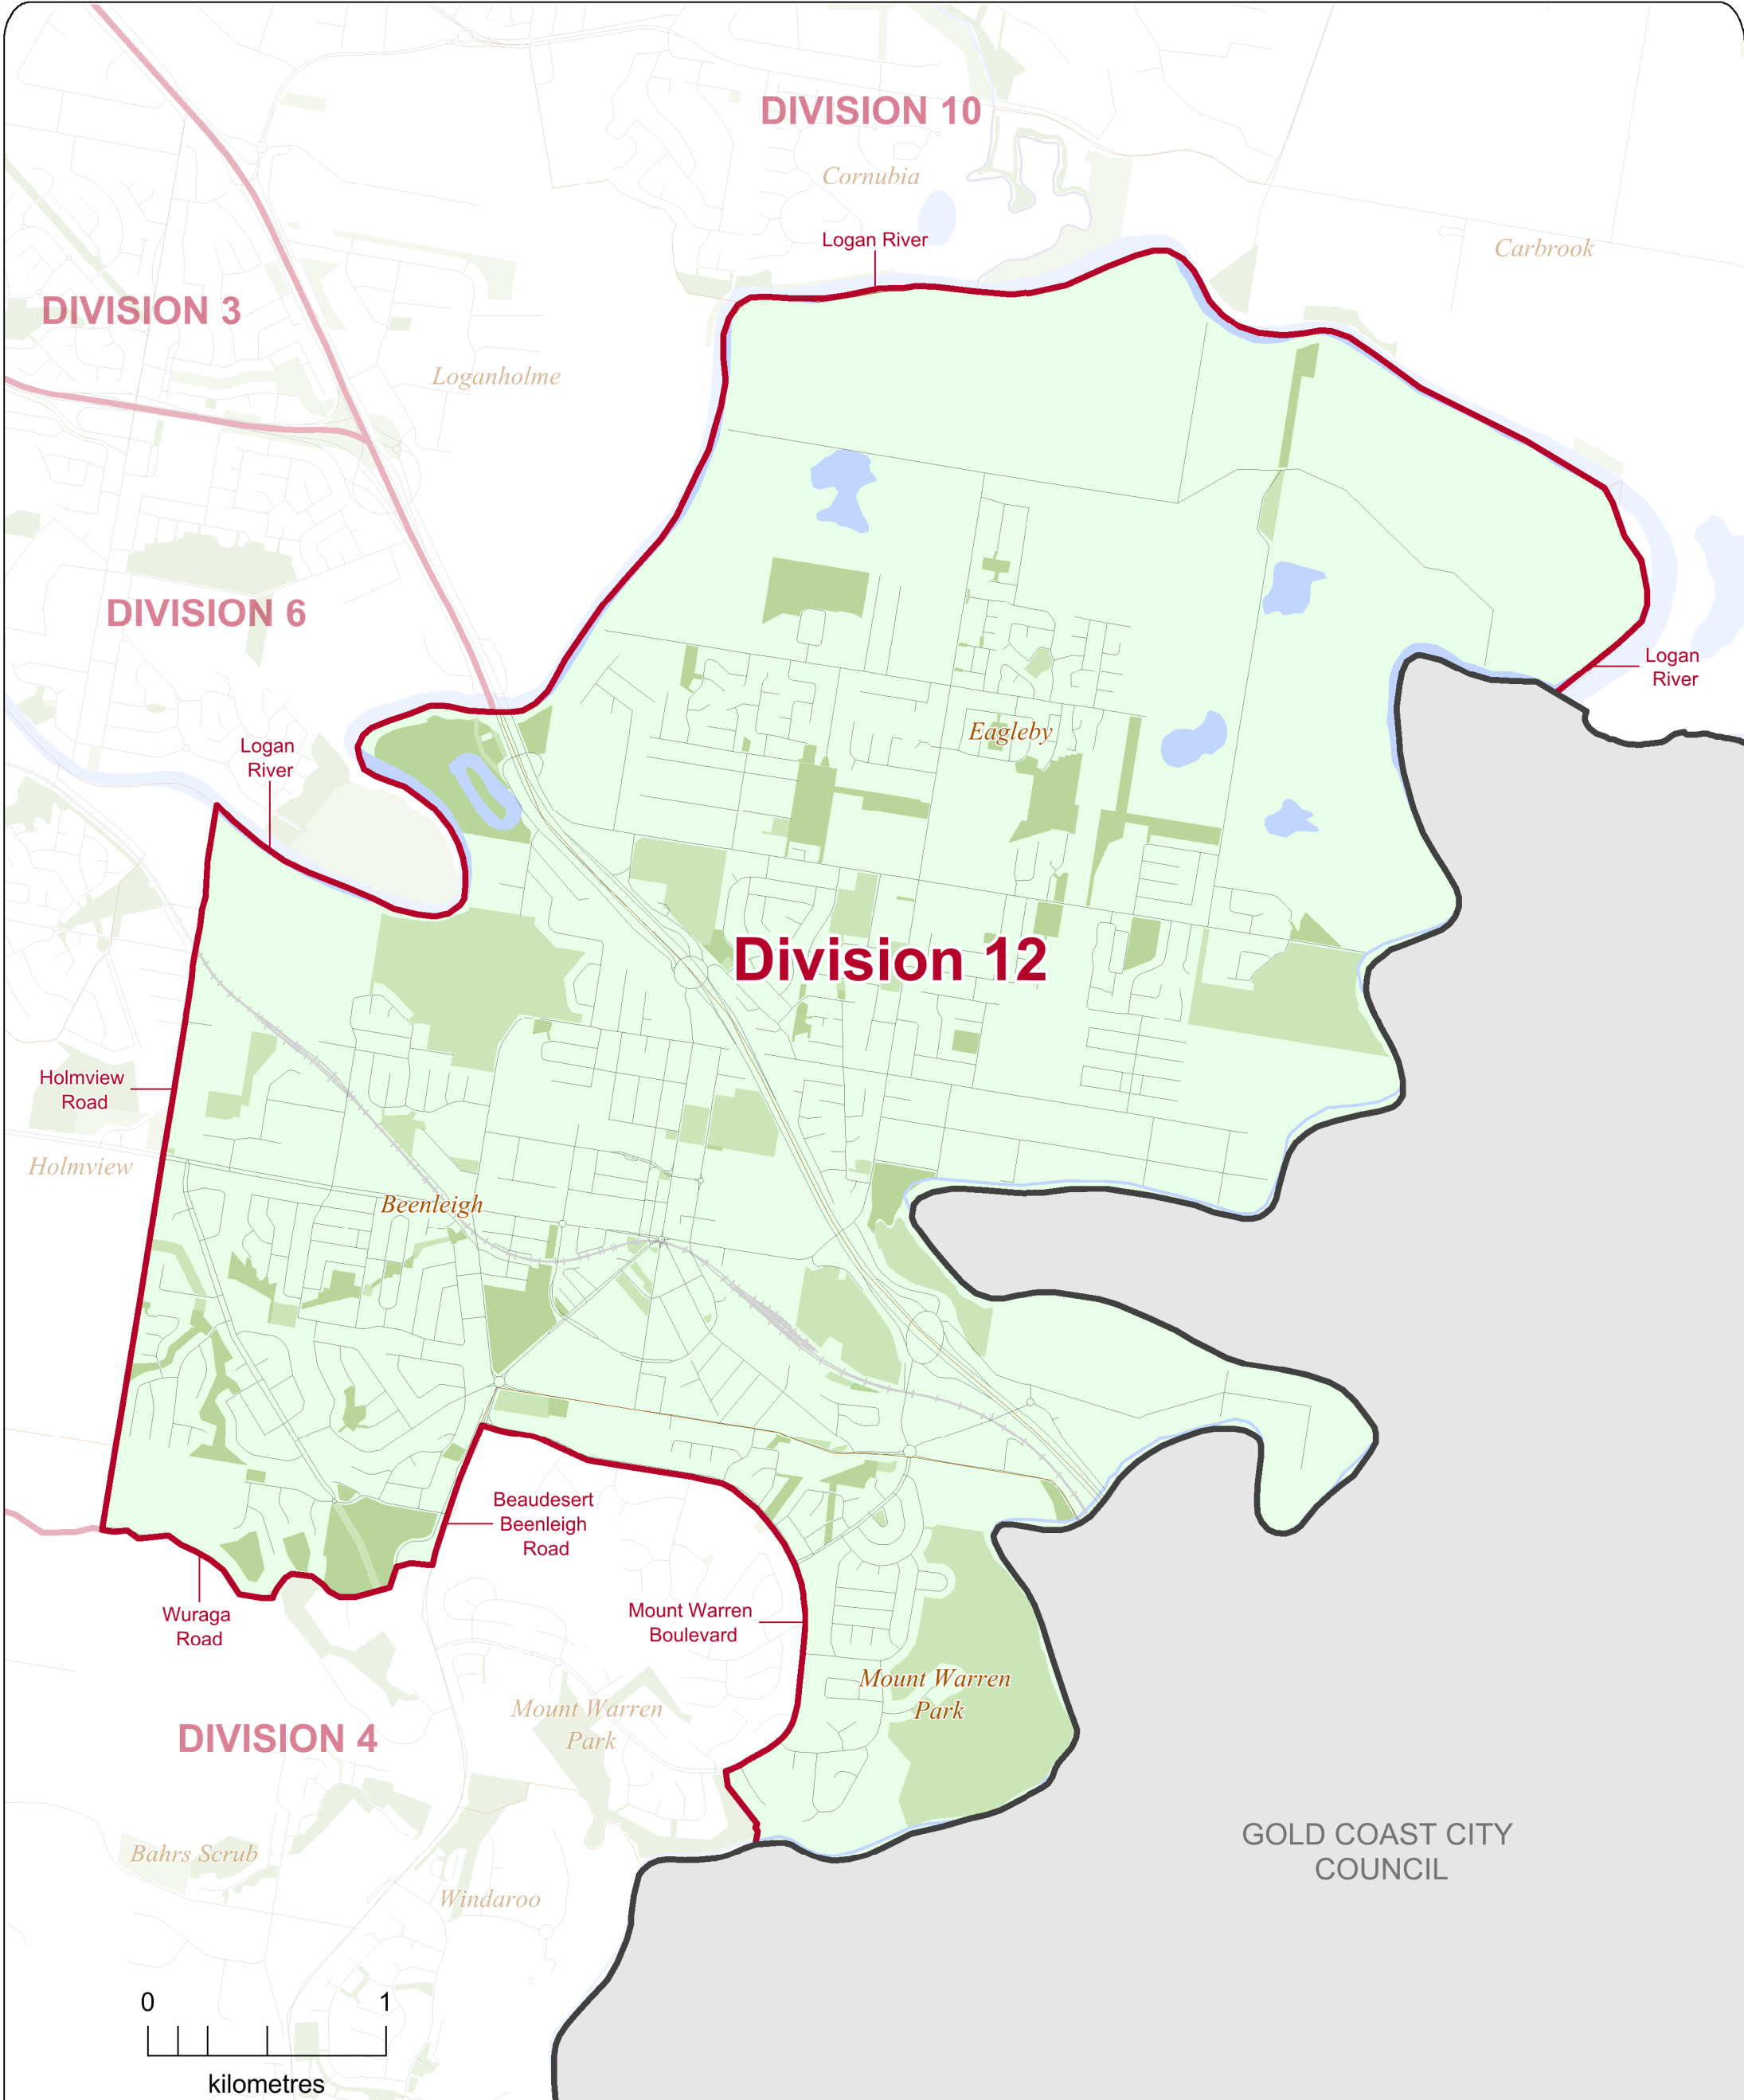 DIVISION 10
Cornubia
Logan River
Carbrook
DIVISION 3
Loganholme
DIVISION 6
Logan
River
Eagleby
Logan
River
Division 12
Holmview
Road
Holmview
Beenleigh
Beaudesert
Beenleigh
Road
Wuraga
Road
Mount Warren
Boulevard
Mount Warren
Park
Mount Warren
Park
DIVISION 4
Bahrs Scrub
Windaroo
GOLD COAST CITY
COUNCIL
0 1
kilometres